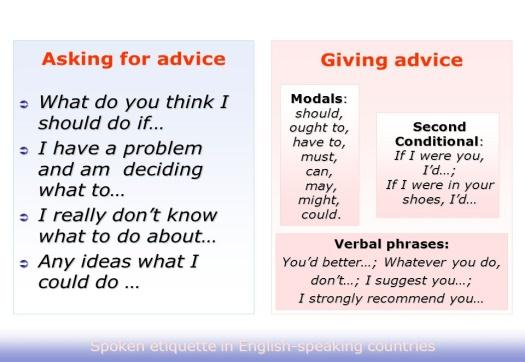 Asking for advice
What do you think I
should do if…
I have a problem
and am deciding
what to…
I really don't know
what to do about…
Any ideas what I
could do …
Giving advice
Modals:
should,
ought to,
have to,
must,
can,
may,
might,
could.
Second
Conditional:
If I were you,
I'd…;
If I were in your
shoes, I'd…
Verbal phrases:
You'd better…; Whatever you do,
don't…; I suggest you…;
I strongly recommend you…
Spoken etiquette in English-speaking countries